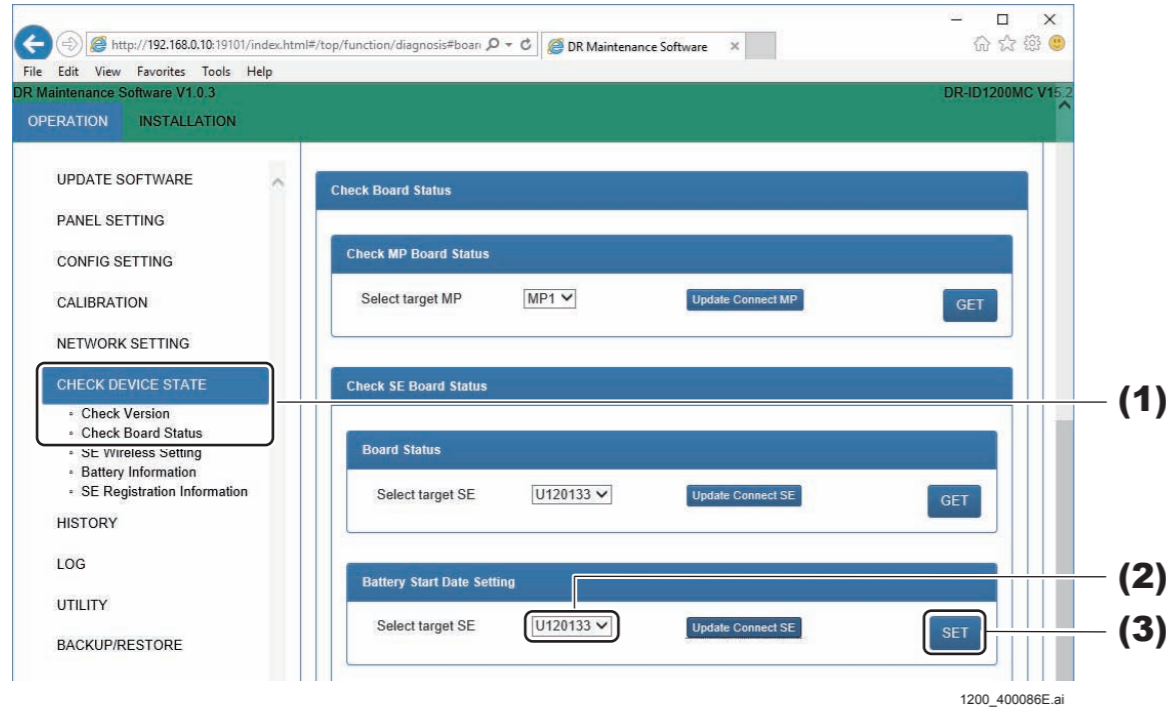 http://192.168.0.10:19101/index.html#/top/function/diagnosis#boar
DR Maintenance Software
File Edit View Favorites Tools Help
DR Maintenance Software V1.0.3
DR-ID1200MC V15.2
OPERATION INSTALLATION
UPDATE SOFTWARE
PANEL SETTING
CONFIG SETTING
CALIBRATION
NETWORK SETTING
CHECK DEVICE STATE
Check Version
Check Board Status
SE Wireless Setting
Battery Information
SE Registration Information
HISTORY
LOG
UTILITY
BACKUP/RESTORE
Check Board Status
Check MP Board Status
Select target MP MP1 Update Connect MP GET
Check SE Board Status
Board Status
Select target SE U120133 Update Connect SE GET
Battery Start Date Setting
Select target SE U120133 Update Connect SE SET
(1)
(2)
(3)
1200_400086E.ai